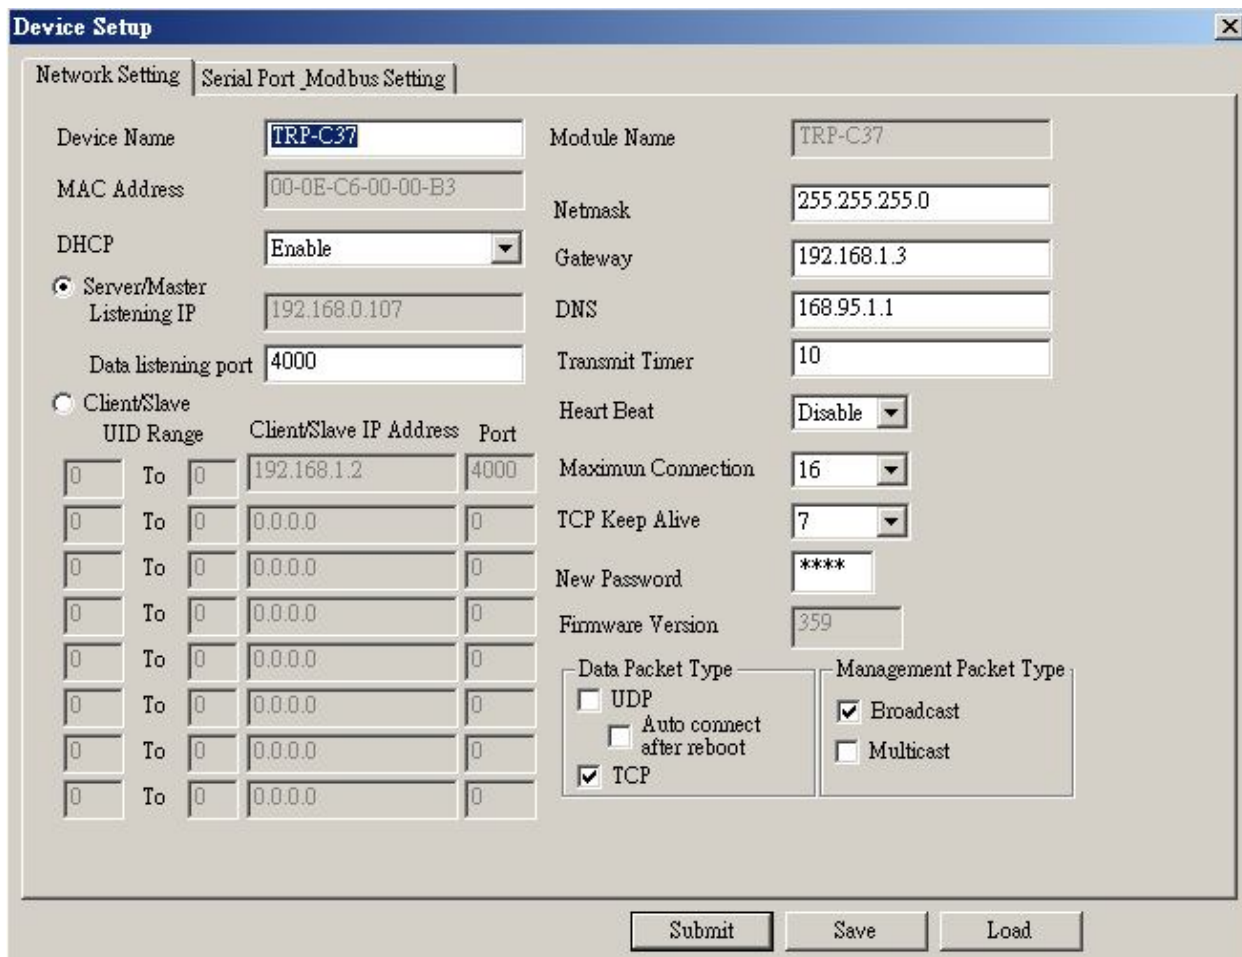 Device Setup
Network Setting
Serial Port_Modbus Setting
Device Name
TRP-C37
MAC Address
00-0E-C6-00-00-B3
DHCP
Enable
Server/Master
Listening IP
192.168.0.107
Data listening port
4000
Client/Slave
UID Range Client/Slave IP Address Port
0 To 0 192.168.1.2 4000
0 To 0 0.0.0.0 0
0 To 0 0.0.0.0 0
0 To 0 0.0.0.0 0
0 To 0 0.0.0.0 0
0 To 0 0.0.0.0 0
0 To 0 0.0.0.0 0
0 To 0 0.0.0.0 0
Module Name
TRP-C37
Netmask
255.255.255.0
Gateway
192.168.1.3
DNS
168.95.1.1
Transmit Timer
10
Heart Beat
Disable
Maximun Connection
16
TCP Keep Alive
7
New Password
****
Firmware Version
359
Data Packet Type
UDP
Auto connect
after reboot
TCP
Management Packet Type
Broadcast
Multicast
Submit
Save
Load